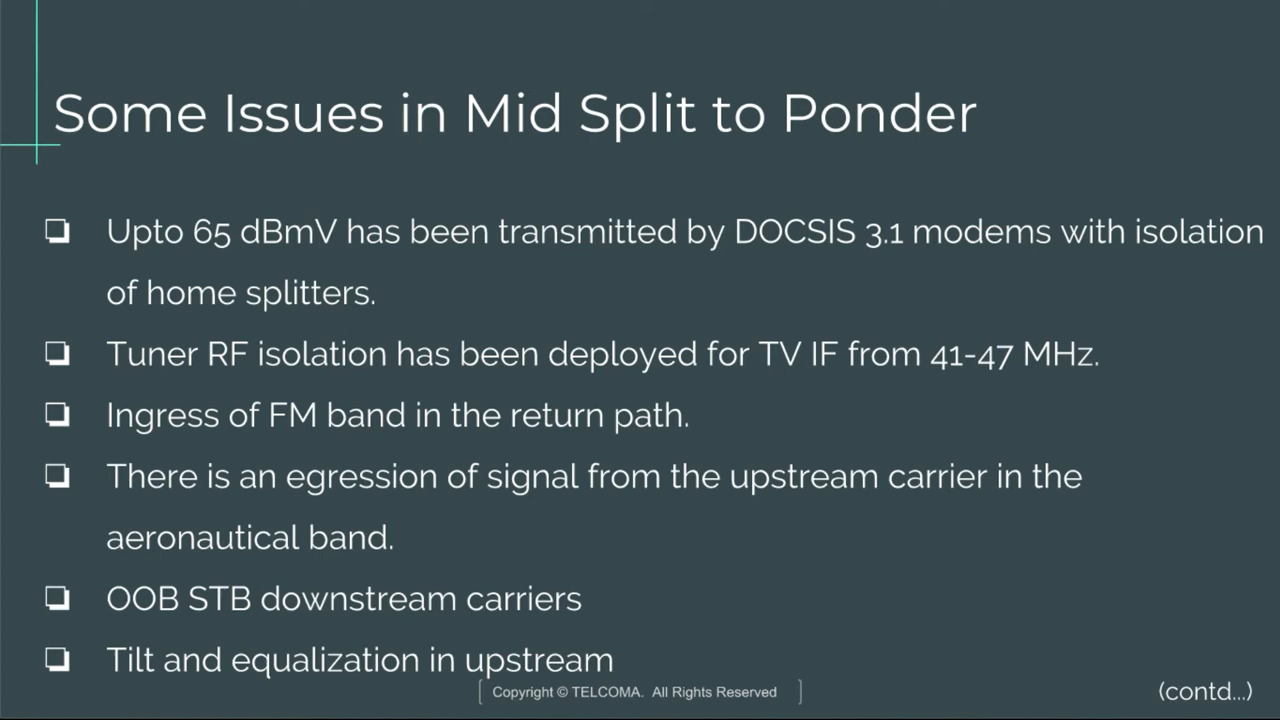 Some Issues in Mid Split to Ponder
❏ Upto 65 dBmV has been transmitted by DOCSIS 3.1 modems with isolation
of home splitters.
❏ Tuner RF isolation has been deployed for TV IF from 41-47 MHz.
❏ Ingress of FM band in the return path.
❏ There is an egression of signal from the upstream carrier in the
aeronautical band.
❏ OOB STB downstream carriers
❏ Tilt and equalization in upstream
[ Copyright © TELCOMA. All Rights Reserved ]
(contd...)